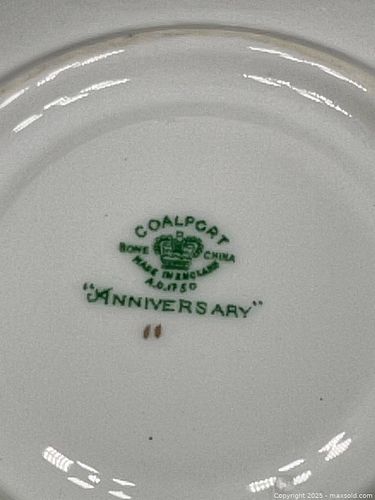 COALPORT
BONE CHINA
MADE IN ENGLAND
A.D. 1750
"ANNIVERSARY"
Copyright 2025 - maxsold.com